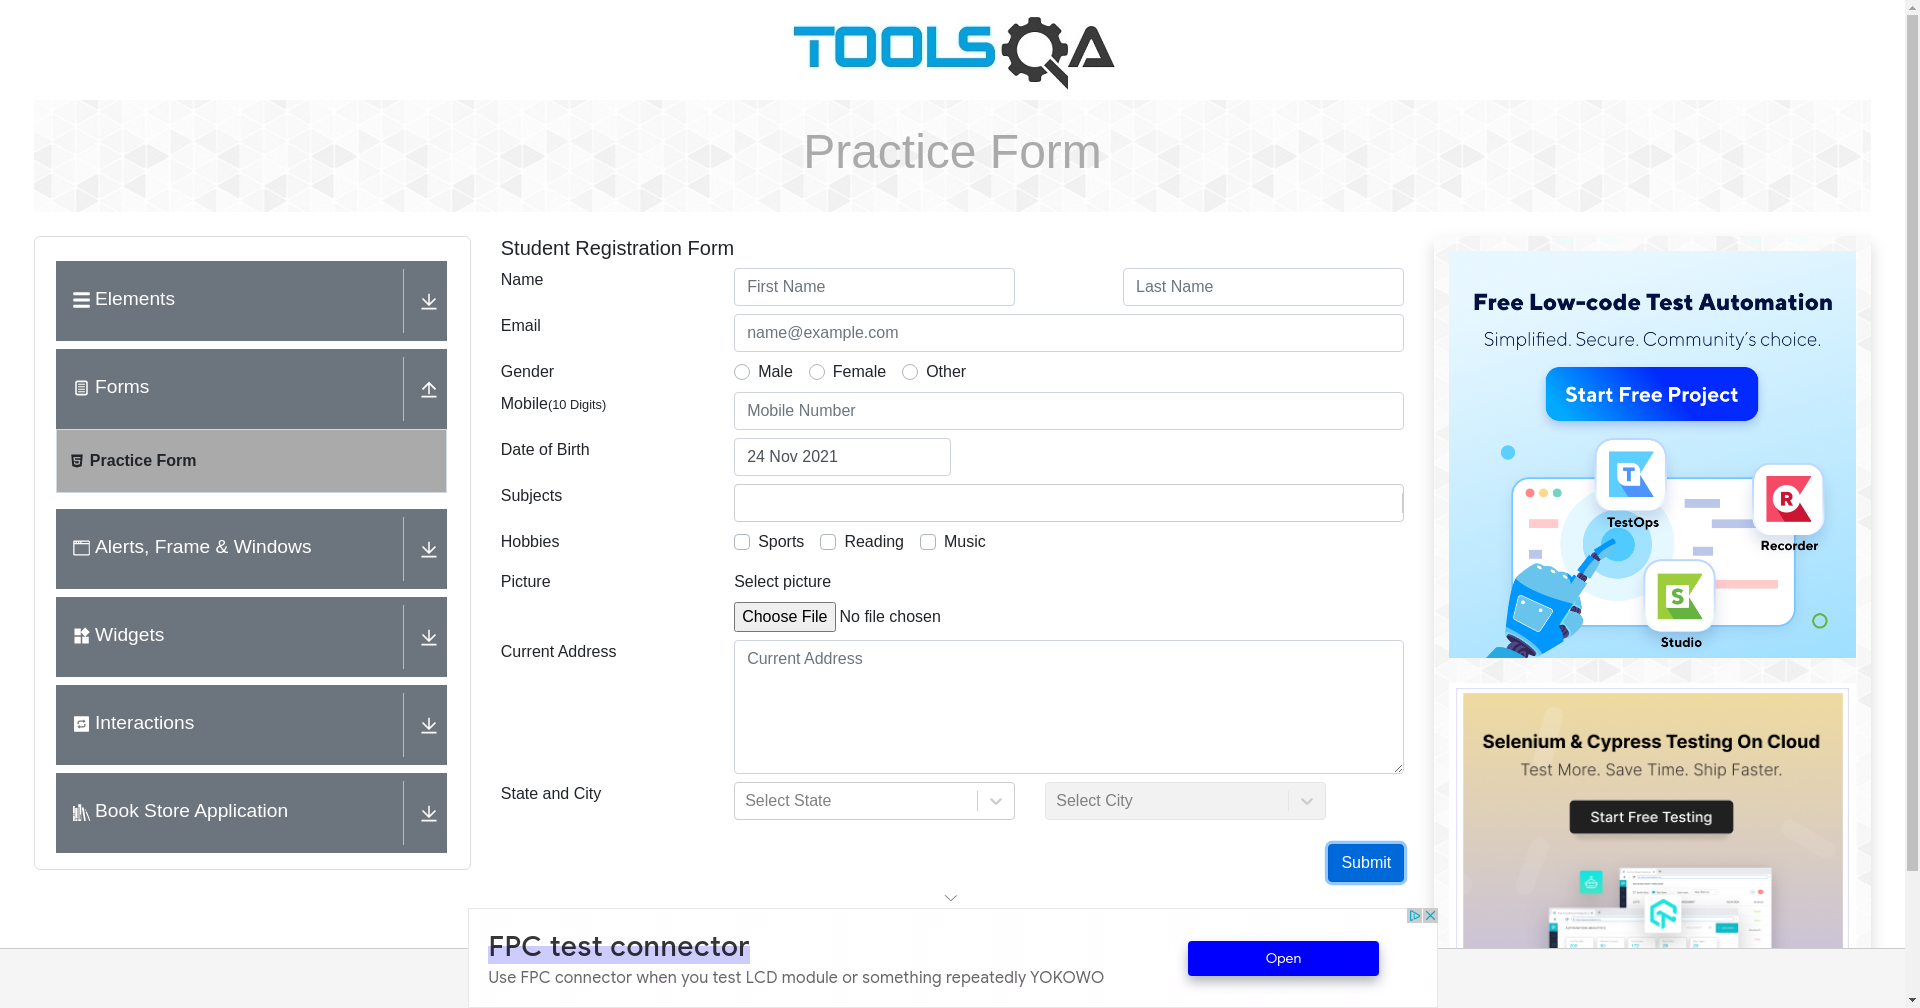 TOOLSQA
Practice Form
Elements
Forms
Practice Form
Alerts, Frame & Windows
Widgets
Interactions
Book Store Application
Student Registration Form
Name
First Name
Last Name
Email
name@example.com
Gender
Male
Female
Other
Mobile(10 Digits)
Mobile Number
Date of Birth
24 Nov 2021
Subjects
Hobbies
Sports
Reading
Music
Picture
Select picture
Choose File No file chosen
Current Address
Current Address
State and City
Select State
Select City
Submit
Free Low-code Test Automation
Simplified. Secure. Community's choice.
Start Free Project
TestOps
Recorder
Studio
Selenium & Cypress Testing On Cloud
Test More. Save Time. Ship Faster.
Start Free Testing
FPC test connector
Use FPC connector when you test LCD module or something repeatedly YOKOWO
Open